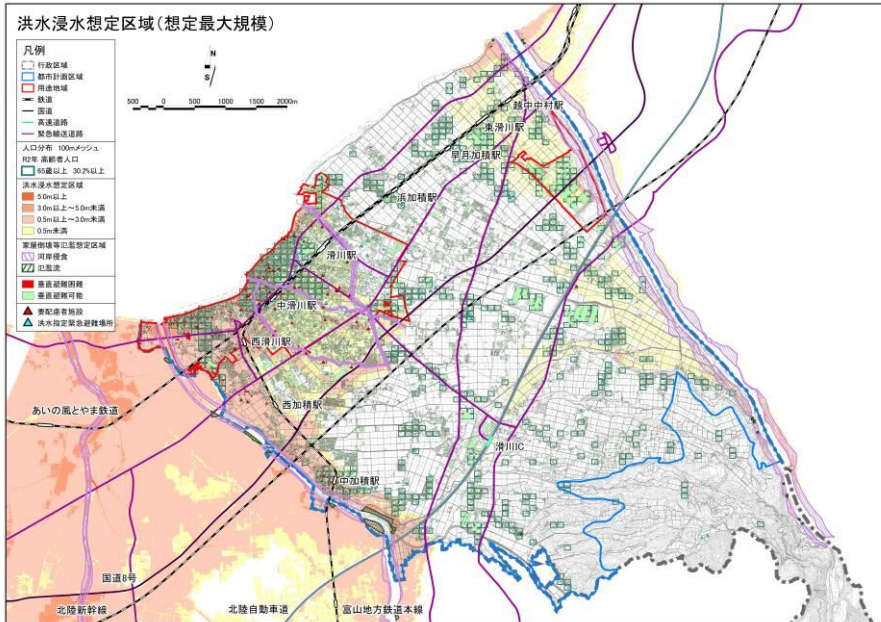 洪水浸水想定区域(想定最大規模)
凡例
行政区域
都市計画区域
用途地域
鉄道
国道
高速道路
緊急輸送道路
人口分布 100mメッシュ
R2年 高齢者人口
65歳以上 30.2%以上
洪水浸水想定区域
5.0m以上
3.0m以上~5.0m未満
0.5m以上~3.0m未満
0.5m未満
家屋倒壊等氾濫想定区域
河岸侵食
氾濫流
垂直避難困難
垂直避難可能
要配慮者施設
洪水指定緊急避難場所
N
S
500 0 500 1000 1500 2000m
越中中村駅
東滑川駅
早月加積駅
浜加積駅
滑川駅
中滑川駅
西滑川駅
西加積駅
あいの風とやま鉄道
滑川IC
中加積駅
国道8号
北陸新幹線
北陸自動車道
富山地方鉄道本線